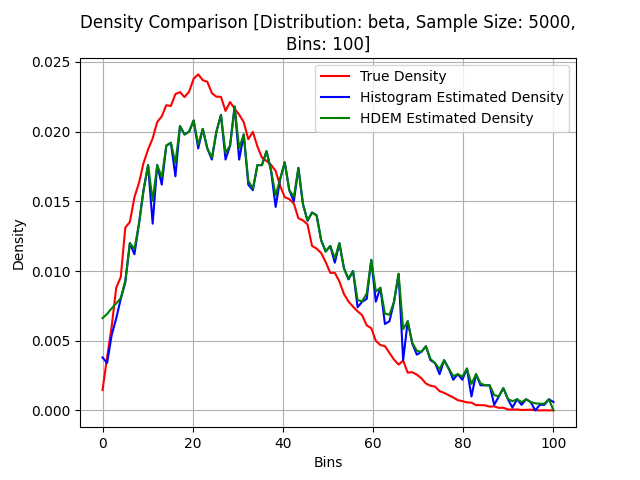 Density Comparison [Distribution: beta, Sample Size: 5000,
Bins: 100]
True Density
Histogram Estimated Density
HDEM Estimated Density
Density
0.025
0.020
0.015
0.010
0.005
0.000
0 20 40 60 80 100
Bins